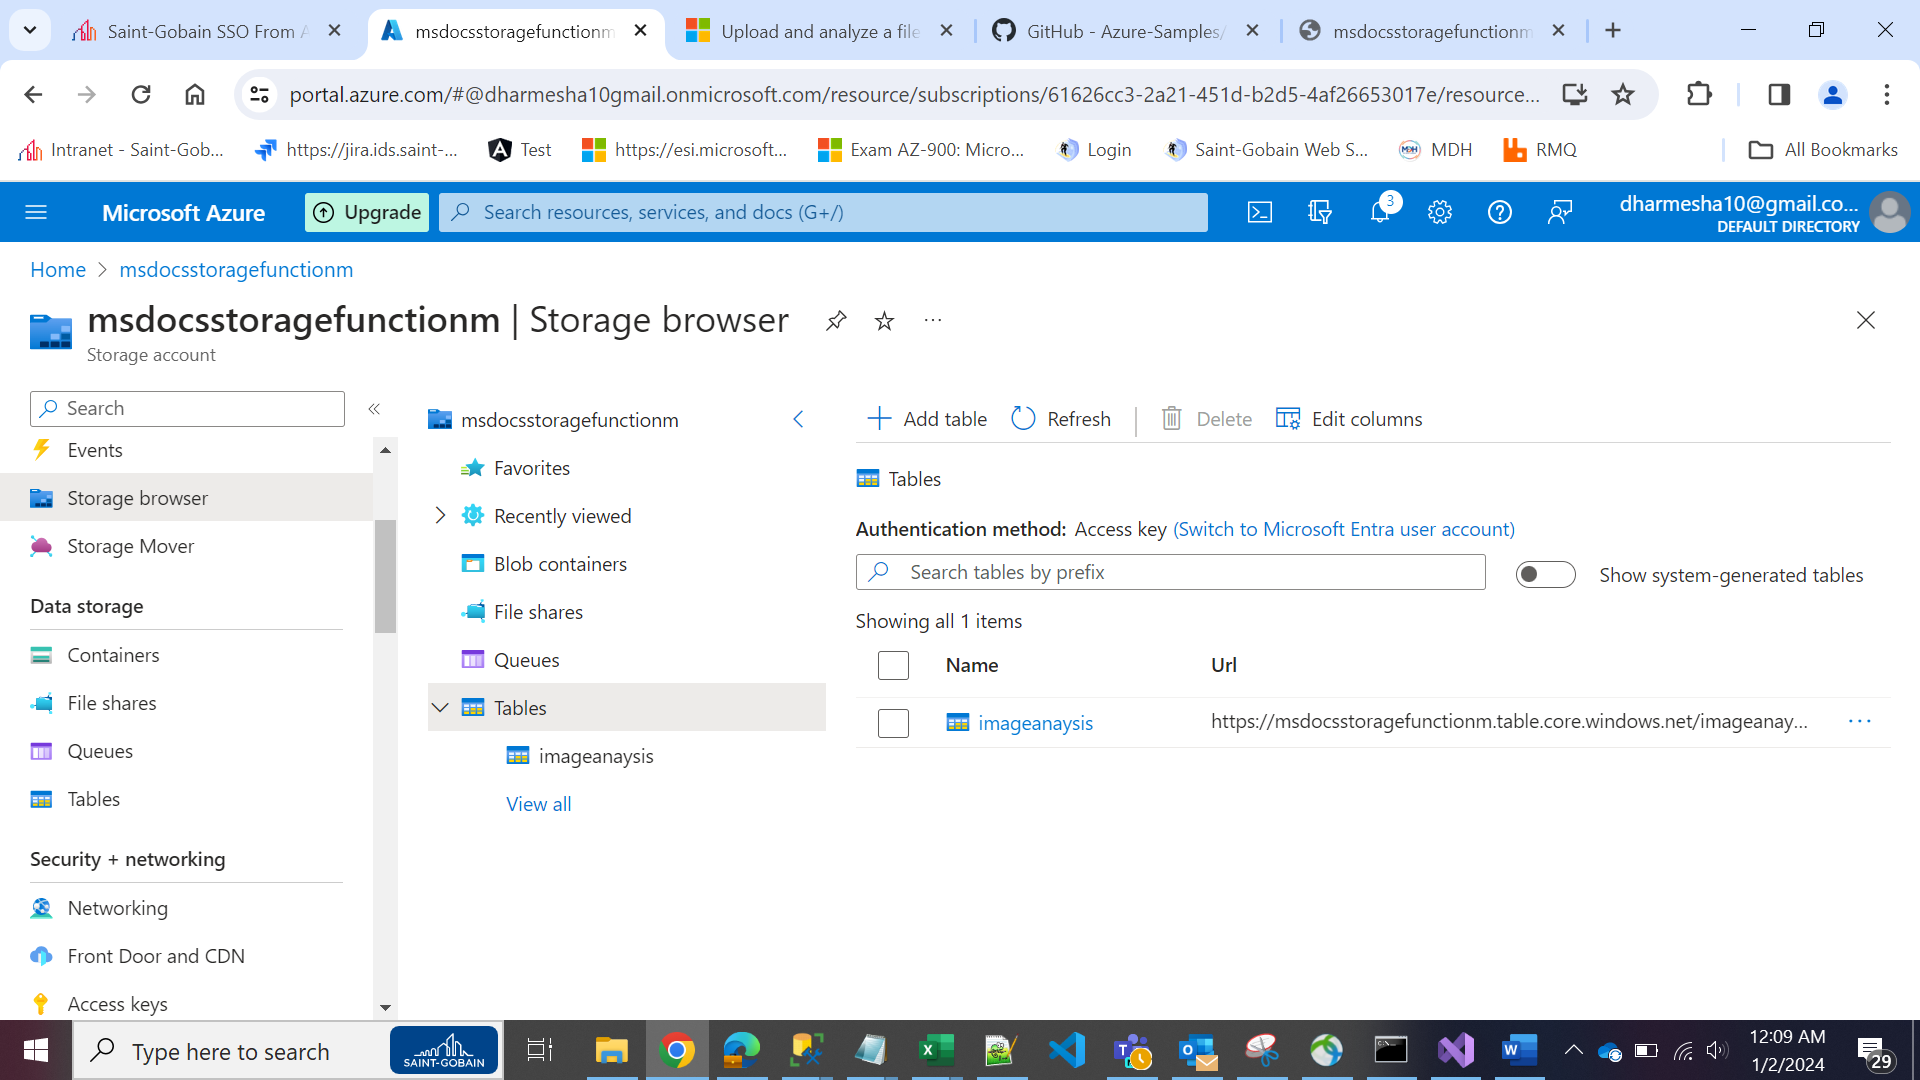 Saint-Gobain SSO From A
msdocsstoragefunctionm
Upload and analyze a file
GitHub - Azure-Samples/
msdocsstoragefunctionm
portal.azure.com/#@dharmesha10gmail.onmicrosoft.com/resource/subscriptions/61626cc3-2a21-451d-b2d5-4af26653017e/resource...
Intranet - Saint-Gob...
https://jira.ids.saint-...
Test
https://esi.microsoft...
Exam AZ-900: Micro...
Login
Saint-Gobain Web S...
MDH
RMQ
All Bookmarks
Microsoft Azure
Upgrade
Search resources, services, and docs (G+/)
3
dharmesha10@gmail.co...
DEFAULT DIRECTORY
Home > msdocsstoragefunctionm
msdocsstoragefunctionm | Storage browser
Storage account
Search
Events
Storage browser
Storage Mover
Data storage
Containers
File shares
Queues
Tables
Security + networking
Networking
Front Door and CDN
Access keys
msdocsstoragefunctionm
Favorites
Recently viewed
Blob containers
File shares
Queues
Tables
imageanaysis
View all
Add table
Refresh
Delete
Edit columns
Tables
Authentication method: Access key (Switch to Microsoft Entra user account)
Search tables by prefix
Show system-generated tables
Showing all 1 items
Name Url
imageanaysis https://msdocsstoragefunctionm.table.core.windows.net/imageanay...
Type here to search
SAINT-GOBAIN
12:09 AM
1/2/2024
29